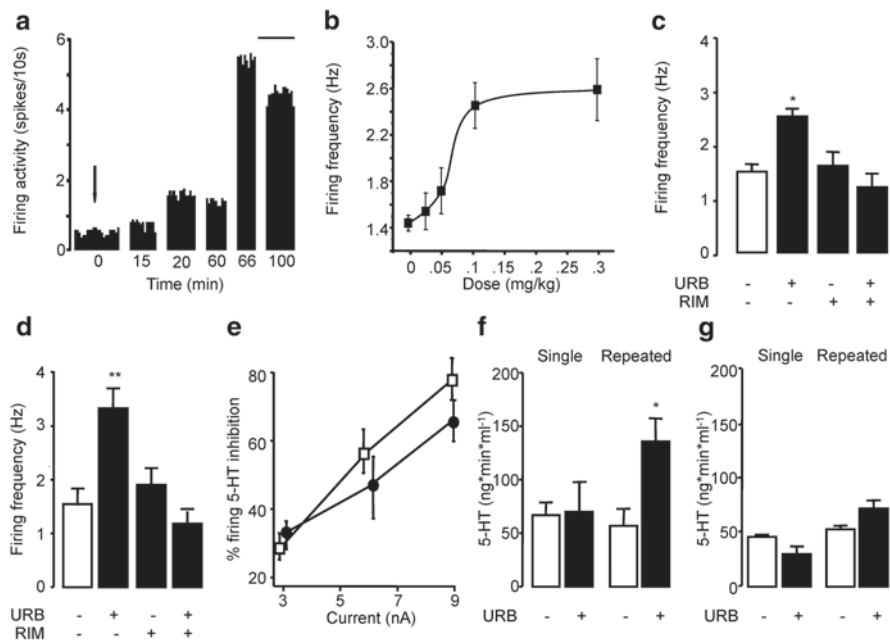 a
Firing activity (spikes/10s)
6
4
2
0
0 15 20 60 66 100
Time (min)
b
Firing frequency (Hz)
3.0
2.6
2.2
1.8
1.4
0 .05 .1 .15 .2 .25 .3
Dose (mg/kg)
c
Firing frequency (Hz)
4
3
2
1
0
*
URB - + - +
RIM - - + +
d
Firing frequency (Hz)
4
3
2
1
0
**
URB - + - +
RIM - - + +
e
% firing 5-HT inhibition
80
60
40
20
3 6 9
Current (nA)
f
Single Repeated
5-HT (ng*min*ml-1)
200
150
100
50
0
*
URB - + - +
g
Single Repeated
5-HT (ng*min*ml-1)
200
150
100
50
0
URB - + - +